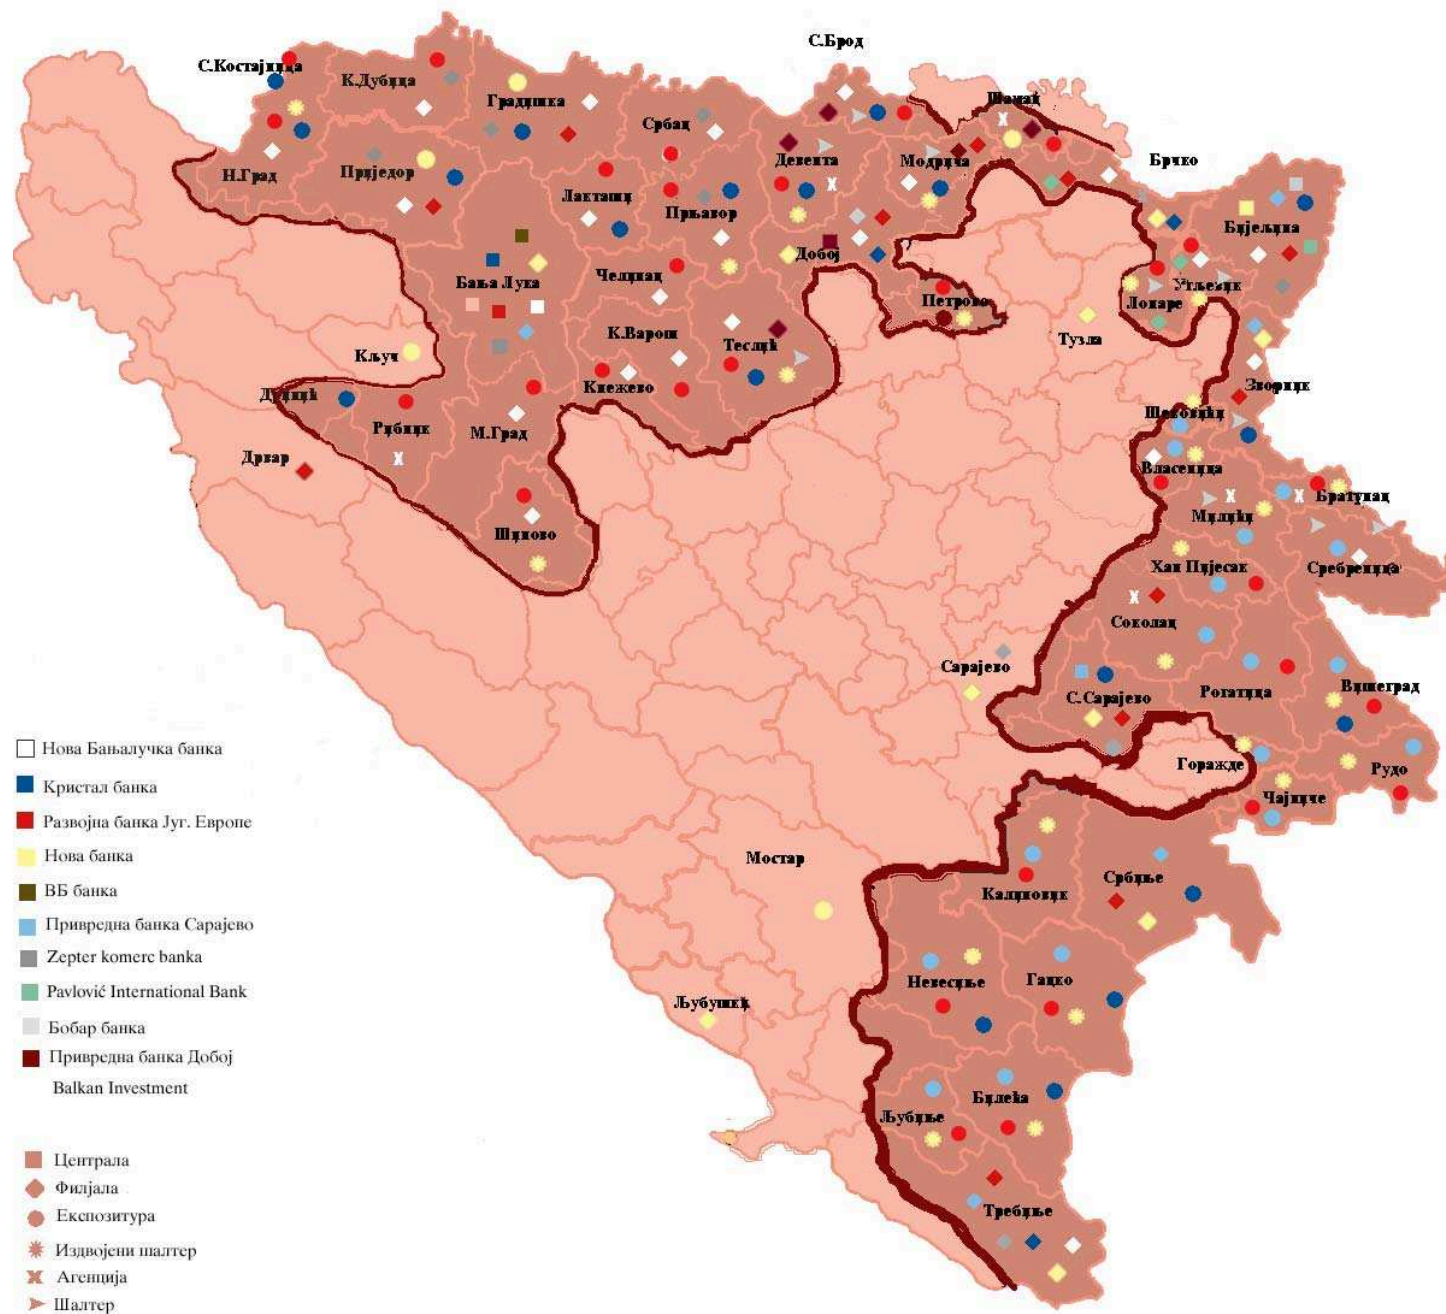 С.Брод
С.Костајница
К.Дубица
Градишка
Шамац
Србац
Брчко
Дервента
Модрича
Приједор
Н.Град
Лакташи
Прњавор
Бијељина
Добој
Челинац
Бања Лука
Угљевик
Петрово
Лопаре
К.Варош
Теслић
Тузла
Кључ
Кнежево
Зворник
Дринић
Шековићи
Рибник
М.Град
Дрвар
Власеница
Братунац
Милићи
Шипово
Хан Пијесак
Сребреница
Соколац
Сарајево
Рогатица
Вишеград
С.Сарајево
Горажде
Рудо
Чајниче
Мостар
Калиновик
Србиње
Невесиње
Гацко
Љубушки
Билећа
Љубиње
Требиње
Нова Бањалучка банка
Кристал банка
Развојна банка Југ. Европе
Нова банка
ВБ банка
Привредна банка Сарајево
Zepter komerc banka
Pavlović International Bank
Бобар банка
Привредна банка Добој
Balkan Investment
Централа
Филјала
Експозитура
Издвојени шалтер
Агенција
Шалтер